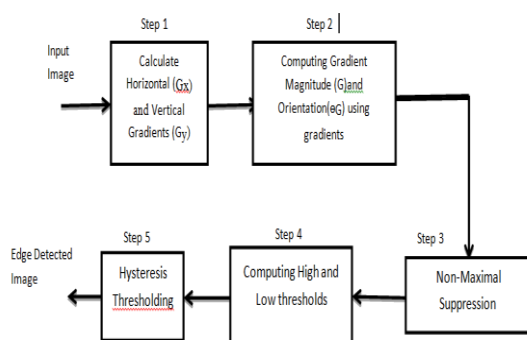 Step 1
Step 2
Input
Image
Calculate
Horizontal (Gx)
and Vertical
Gradients (Gy)
Computing Gradient
Magnitude (G)and
Orientation(ɵG) using
gradients
Step 3
Non-Maximal
Suppression
Step 4
Computing High and
Low thresholds
Step 5
Hysteresis
Thresholding
Edge Detected
Image